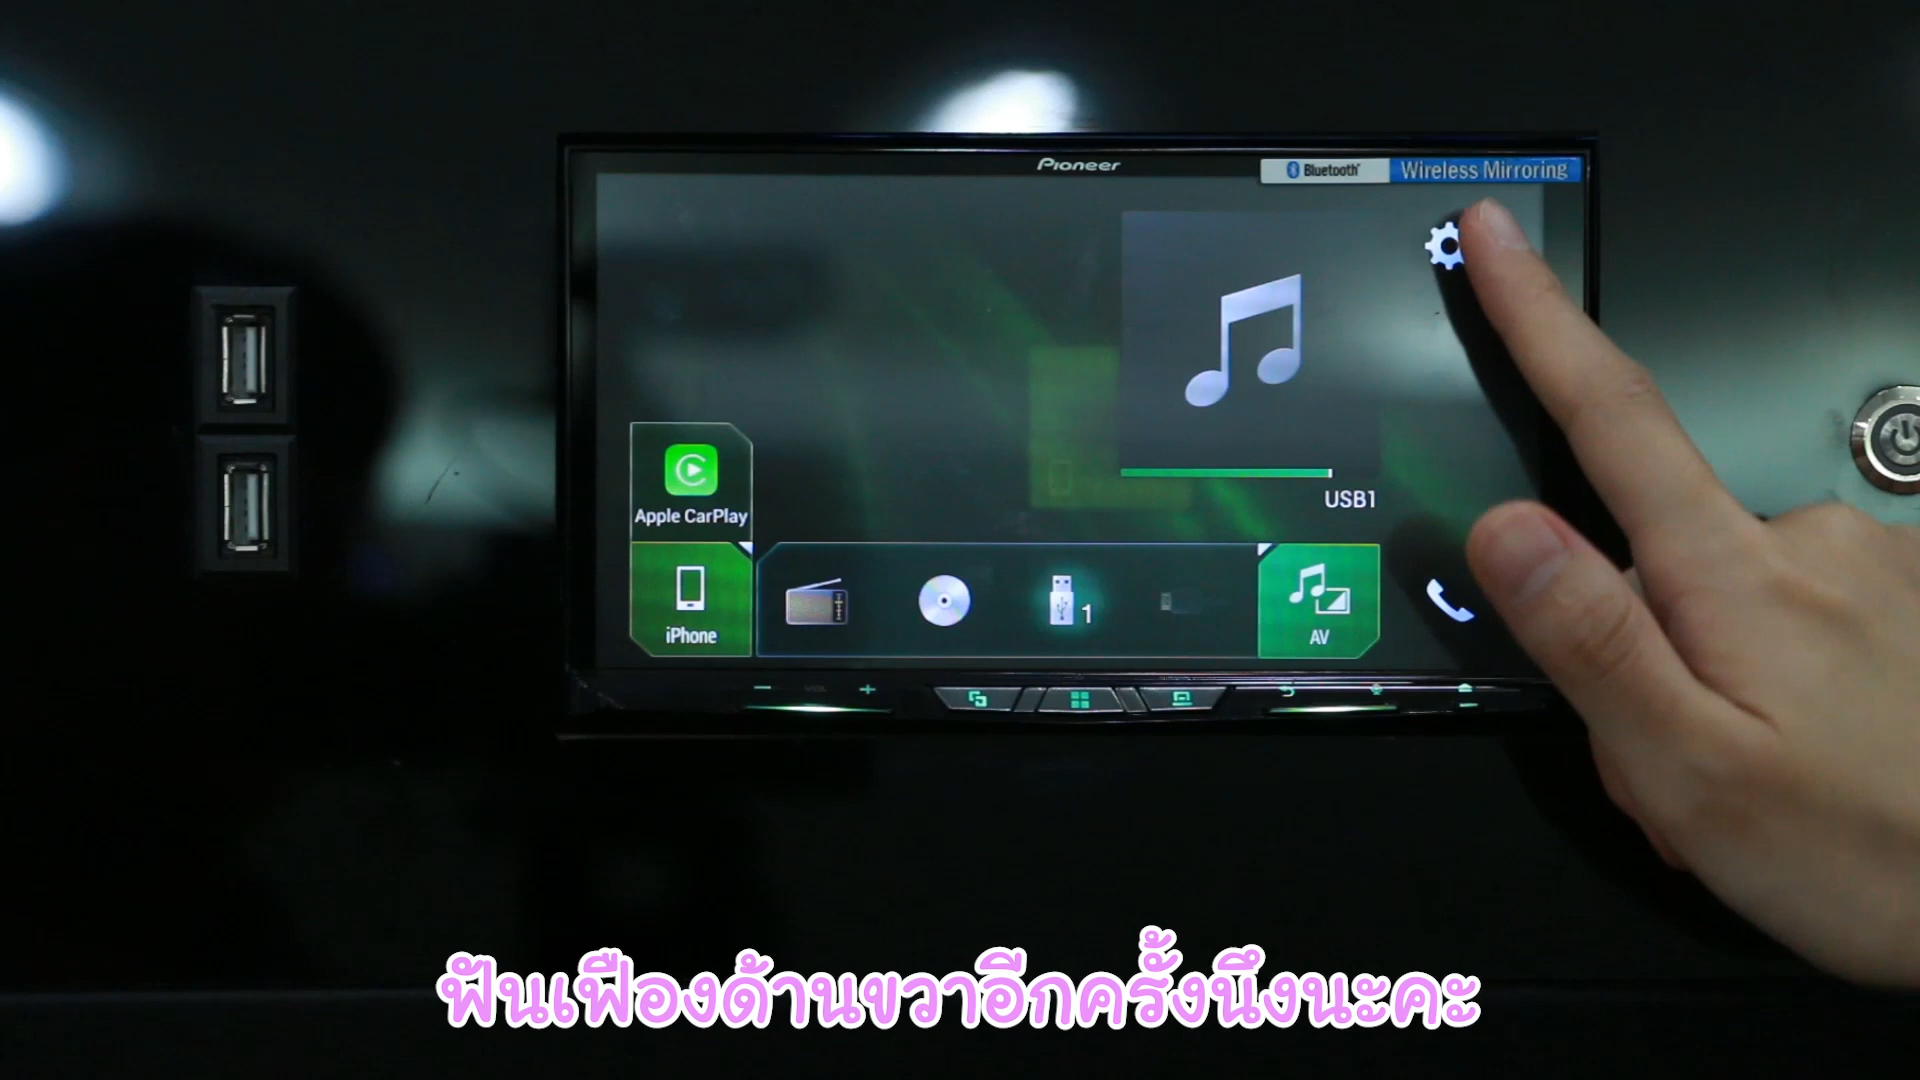 Pioneer
Bluetooth Wireless Mirroring
USB1
Apple CarPlay
1
iPhone
AV
VOL
ฟันเฟืองด้านขวาอีกครั้งนึงนะคะ